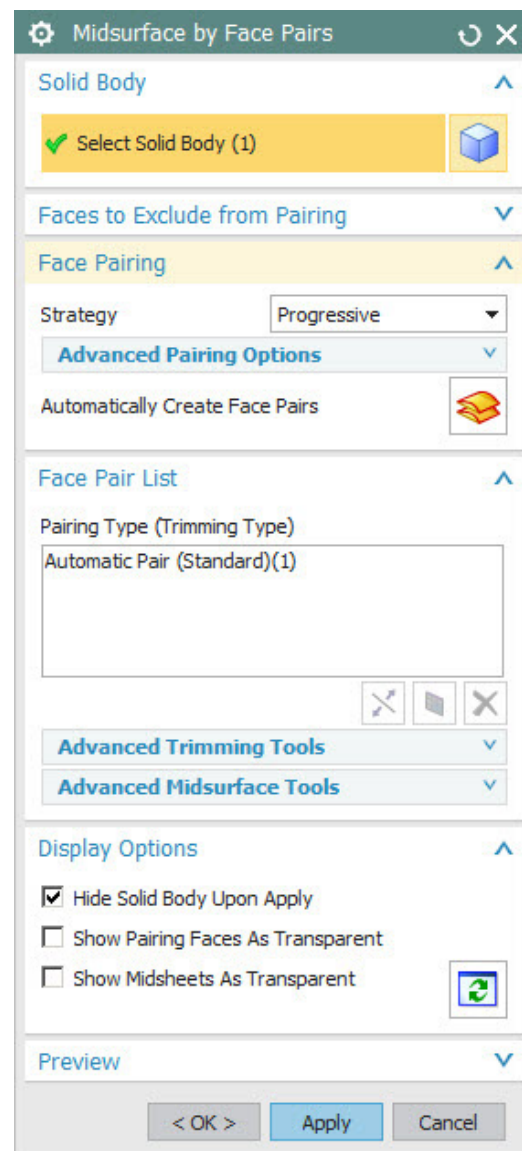 Midsurface by Face Pairs
Solid Body
Select Solid Body (1)
Faces to Exclude from Pairing
Face Pairing
Strategy Progressive
Advanced Pairing Options
Automatically Create Face Pairs
Face Pair List
Pairing Type (Trimming Type)
Automatic Pair (Standard)(1)
Advanced Trimming Tools
Advanced Midsurface Tools
Display Options
Hide Solid Body Upon Apply
Show Pairing Faces As Transparent
Show Midsheets As Transparent
Preview
< OK > Apply Cancel